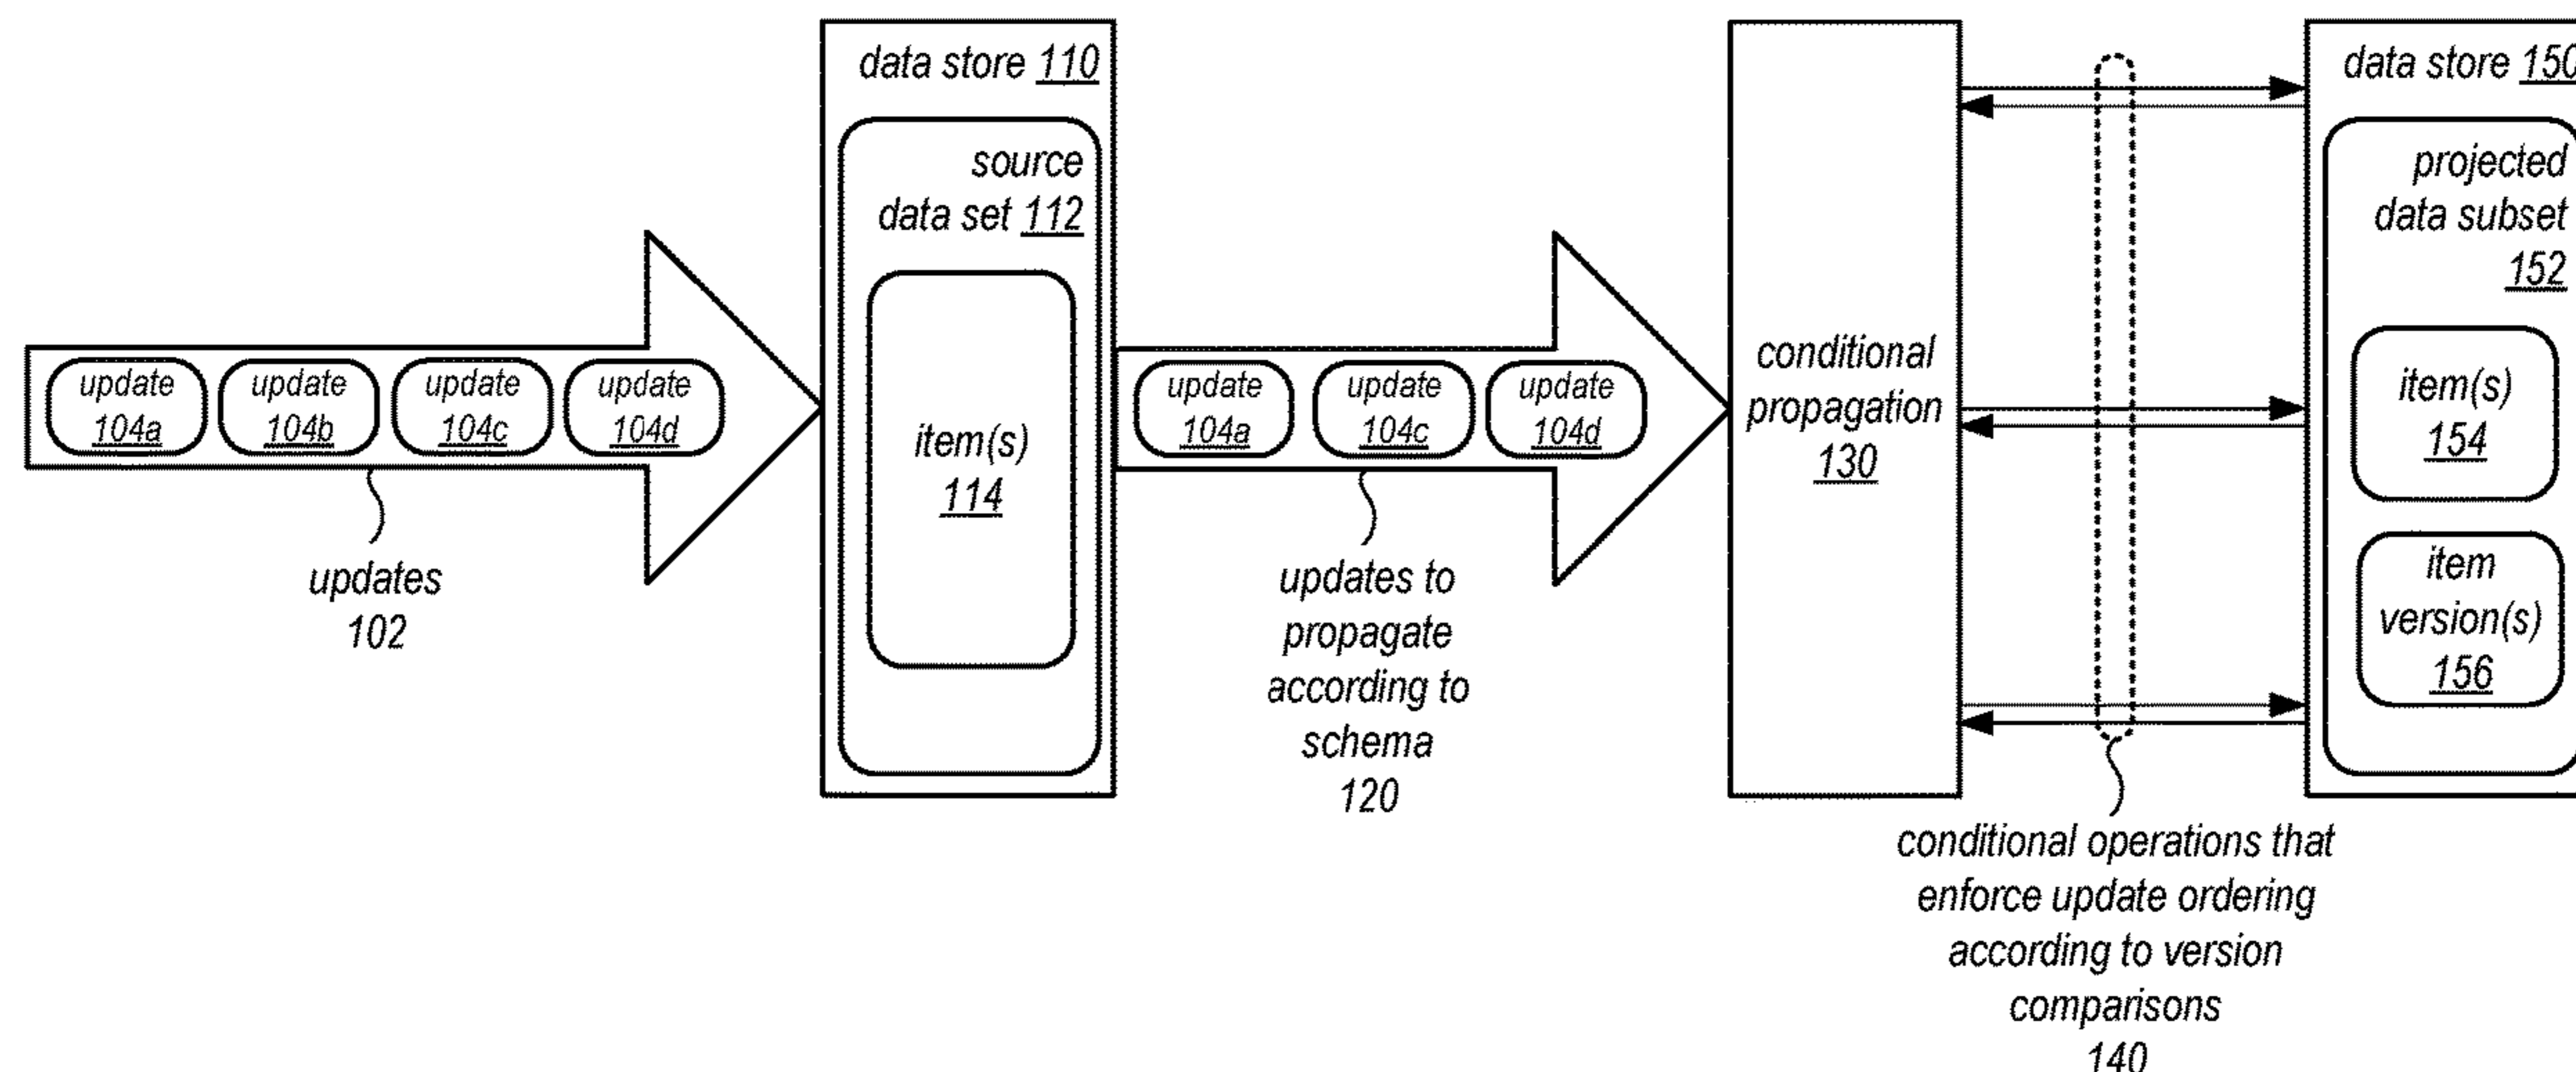 update
104a
update
104b
update
104c
update
104d
updates
102
data store 110
source
data set 112
item(s)
114
update
104a
update
104c
update
104d
updates to
propagate
according to
schema
120
conditional
propagation
130
conditional operations that
enforce update ordering
according to version
comparisons
140
data store 150
projected
data subset
152
item(s)
154
item
version(s)
156